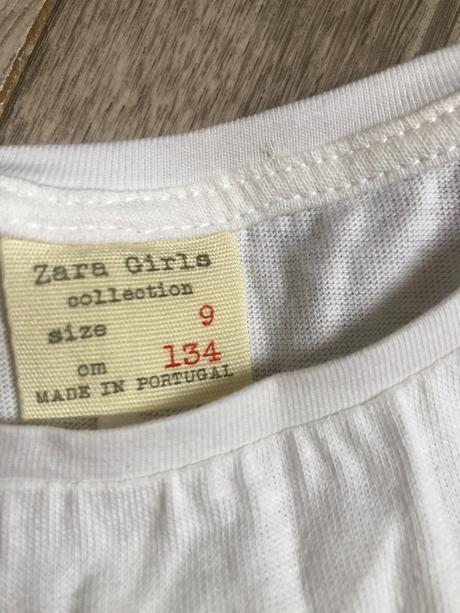 Zara Girls
collection
size 9
cm 134
MADE IN PORTUGAL